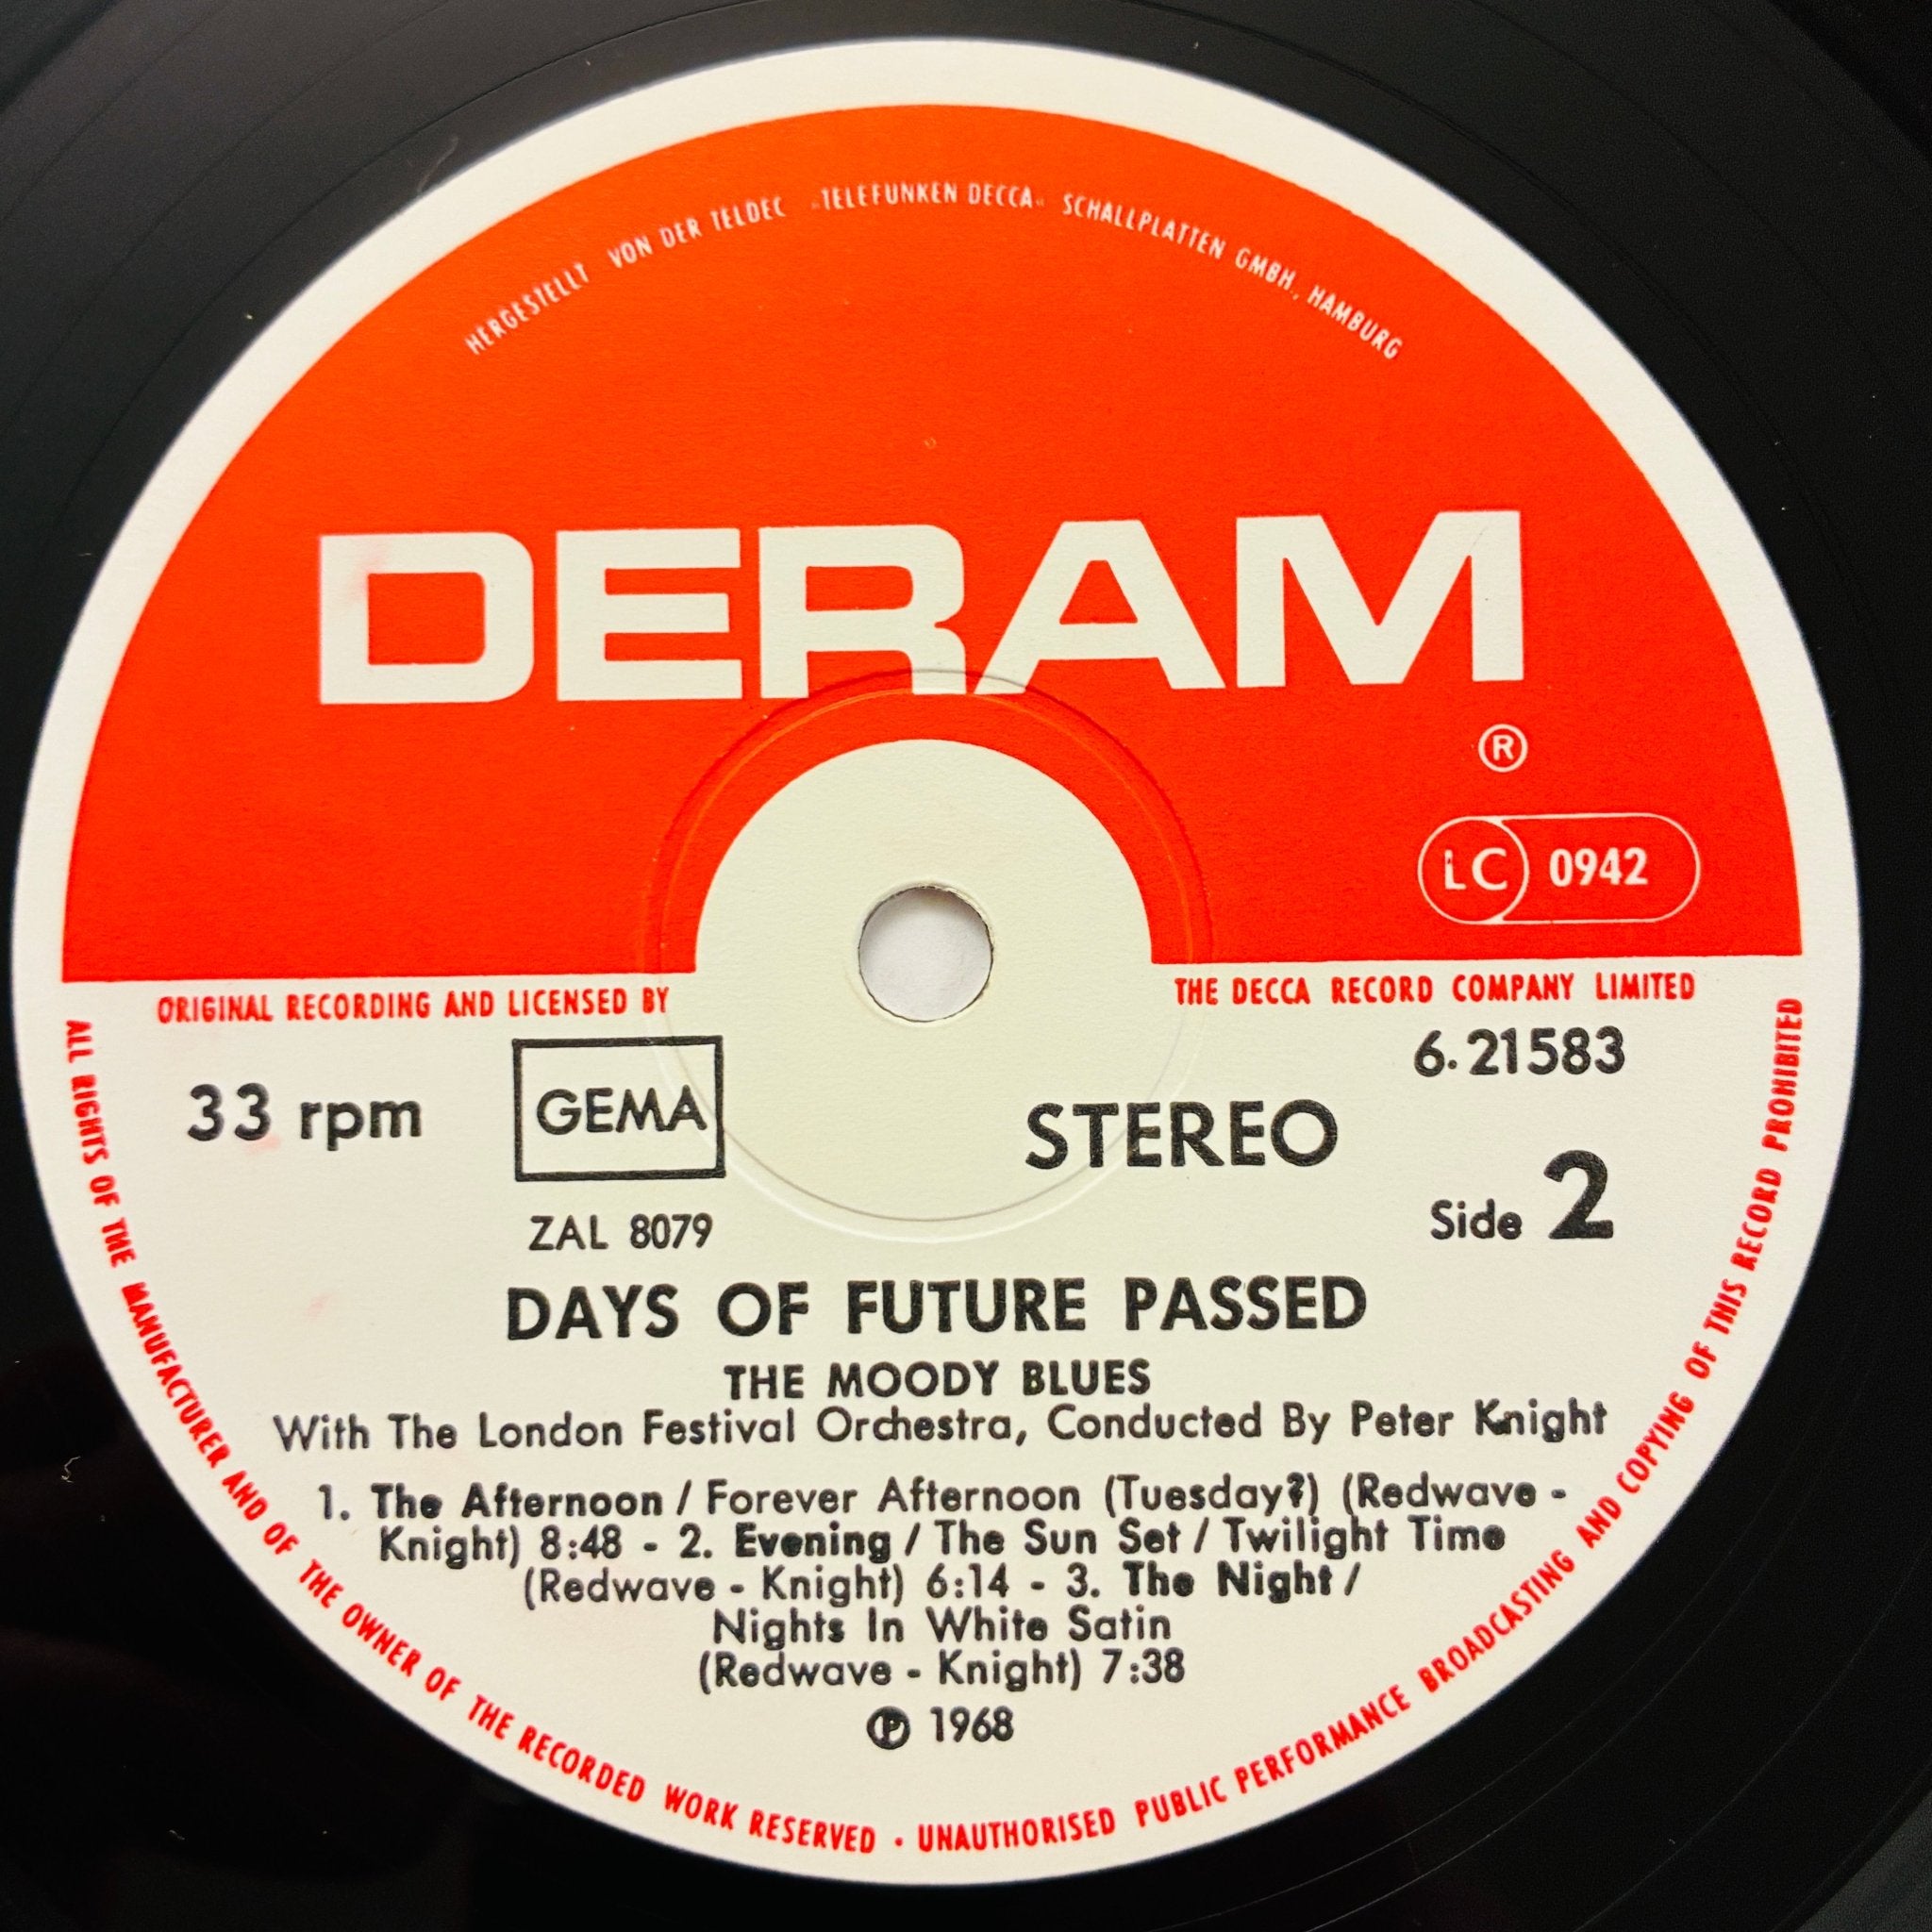 HERGESTELLT VON DER TELDEC »TELEFUNKEN DECCA« SCHALLPLATTEN GMBH., HAMBURG
DERAM
®
LC 0942
ORIGINAL RECORDING AND LICENSED BY THE DECCA RECORD COMPANY LIMITED
6.21583
33 rpm GEMA STEREO
Side 2
ZAL 8079
DAYS OF FUTURE PASSED
THE MOODY BLUES
With The London Festival Orchestra, Conducted By Peter Knight
1. The Afternoon / Forever Afternoon (Tuesday?) (Redwave -
Knight) 8:48 - 2. Evening / The Sun Set / Twilight Time
(Redwave - Knight) 6:14 - 3. The Night /
Nights In White Satin
(Redwave - Knight) 7:38
℗ 1968
ALL RIGHTS OF THE MANUFACTURER AND OF THE OWNER OF THE RECORDED WORK RESERVED · UNAUTHORISED PUBLIC PERFORMANCE BROADCASTING AND COPYING OF THIS RECORD PROHIBITED